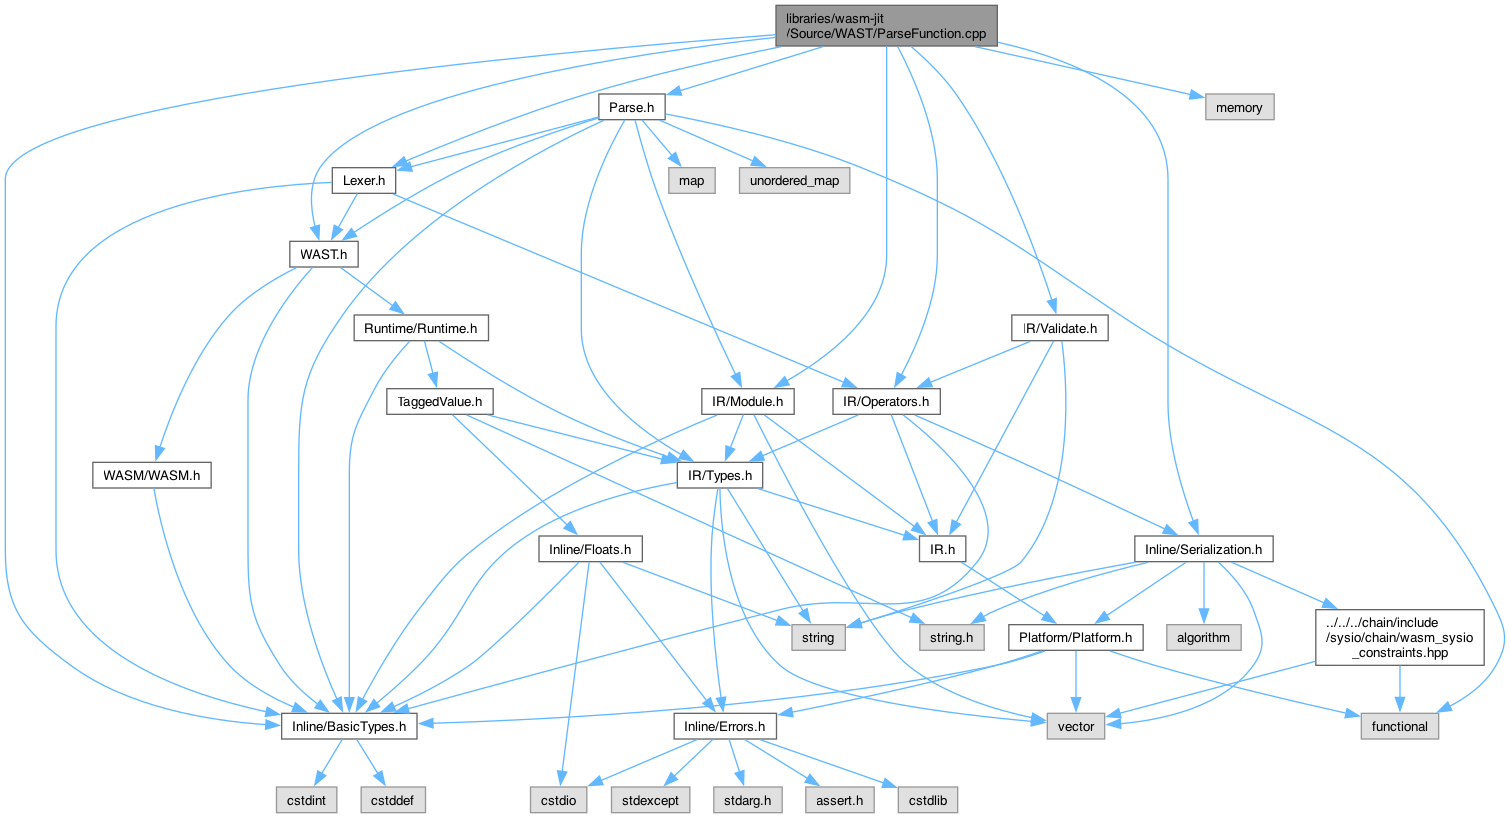 libraries/wasm-jit
/Source/WAST/ParseFunction.cpp
Parse.h
memory
Lexer.h
map
unordered_map
WAST.h
Runtime/Runtime.h
IR/Validate.h
TaggedValue.h
IR/Module.h
IR/Operators.h
WASM/WASM.h
IR/Types.h
Inline/Floats.h
IR.h
Inline/Serialization.h
string
string.h
Platform/Platform.h
algorithm
../../../chain/include
/sysio/chain/wasm_sysio
_constraints.hpp
Inline/BasicTypes.h
Inline/Errors.h
vector
functional
cstdint
cstddef
cstdio
stdexcept
stdarg.h
assert.h
cstdlib